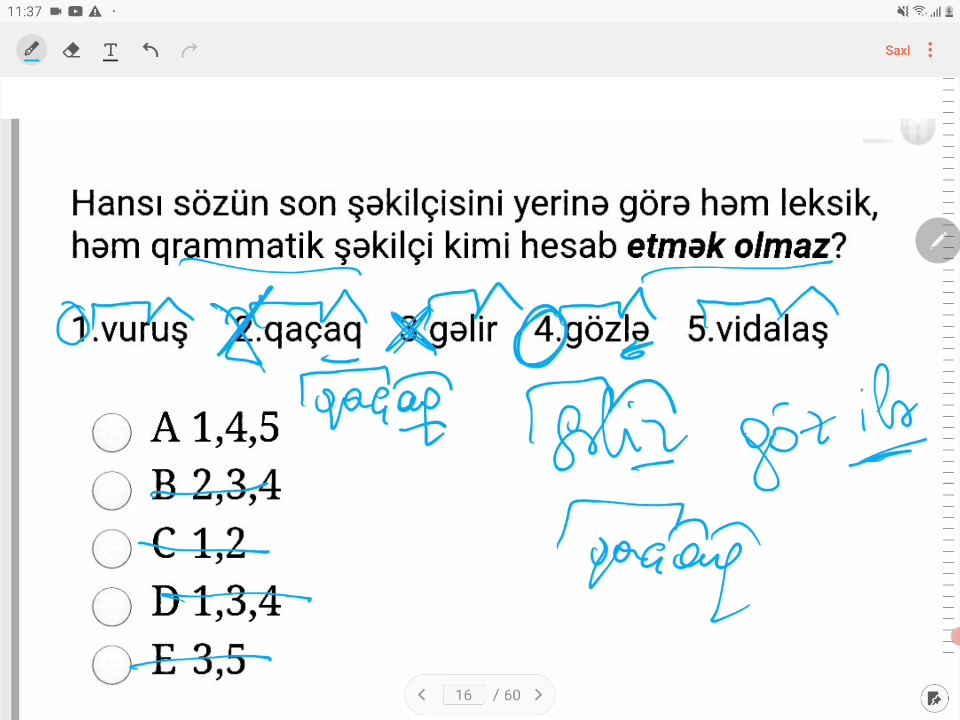 11:37
T
Saxl
Hansı sözün son şəkilçisini yerinə görə həm leksik,
həm qrammatik şəkilçi kimi hesab etmək olmaz?
1.vuruş 2.qaçaq 3.gəlir 4.gözlə 5.vidalaş
qaçaq
göz ilə
A 1,4,5
B 2,3,4
C 1,2
D 1,3,4
E 3,5
16 / 60